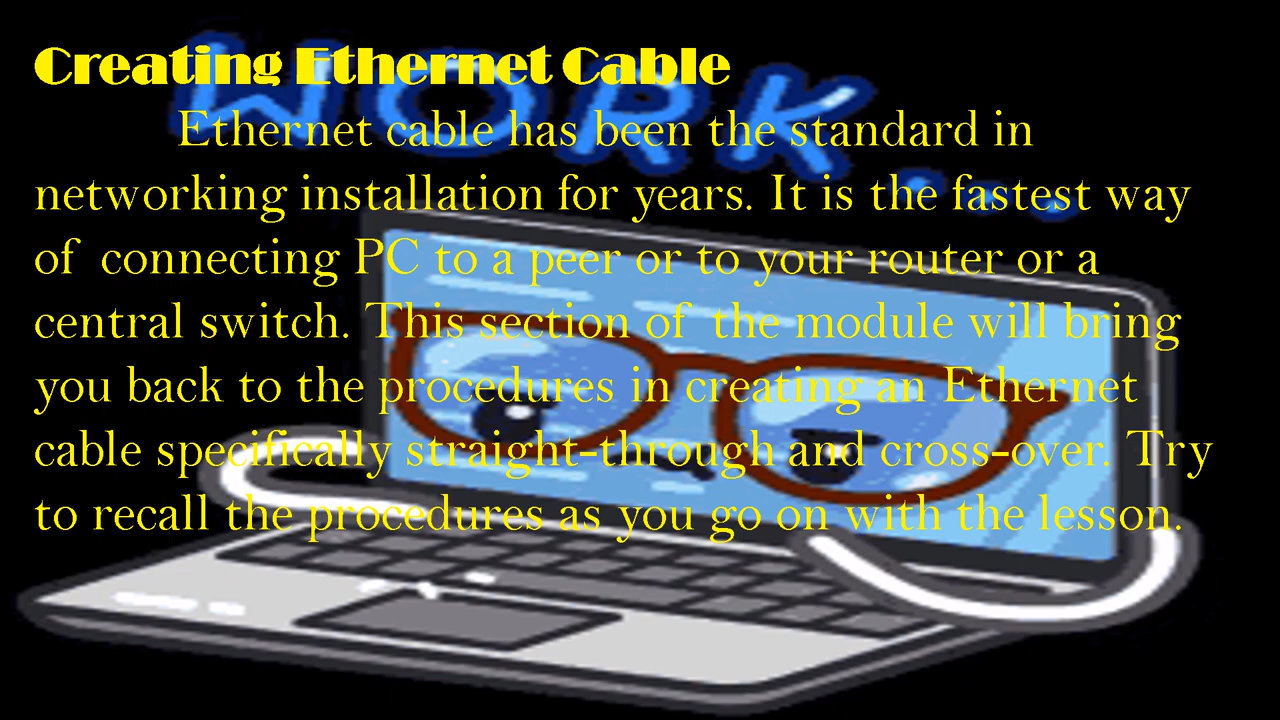 WORK...
Creating Ethernet Cable
Ethernet cable has been the standard in
networking installation for years. It is the fastest way
of connecting PC to a peer or to your router or a
central switch. This section of the module will bring
you back to the procedures in creating an Ethernet
cable specifically straight-through and cross-over. Try
to recall the procedures as you go on with the lesson.